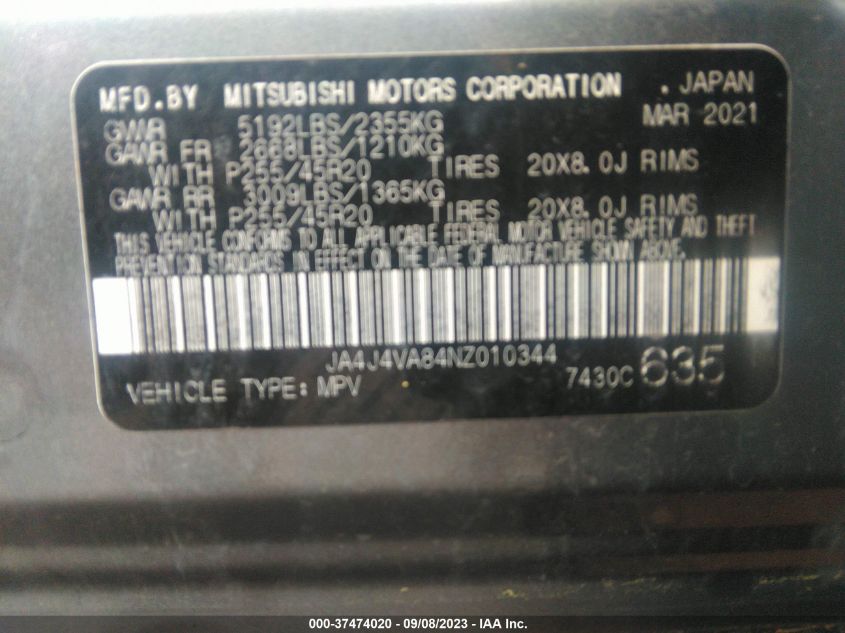 MFD.BY MITSUBISHI MOTORS CORPORATION . JAPAN
GVWR 5192LBS/2355KG MAR 2021
GAWR FR 2668LBS/1210KG
WITH P255/45R20 TIRES 20X8.0J RIMS
GAWR RR 3009LBS/1365KG
WITH P255/45R20 TIRES 20X8.0J RIMS
THIS VEHICLE CONFORMS TO ALL APPLICABLE FEDERAL MOTOR VEHICLE SAFETY AND THEFT
PREVENTION STANDARDS IN EFFECT ON THE DATE OF MANUFACTURE SHOWN ABOVE.
JA4J4VA84NZ010344
VEHICLE TYPE: MPV 7430C 635
000-37474020 - 09/08/2023 - IAA Inc.